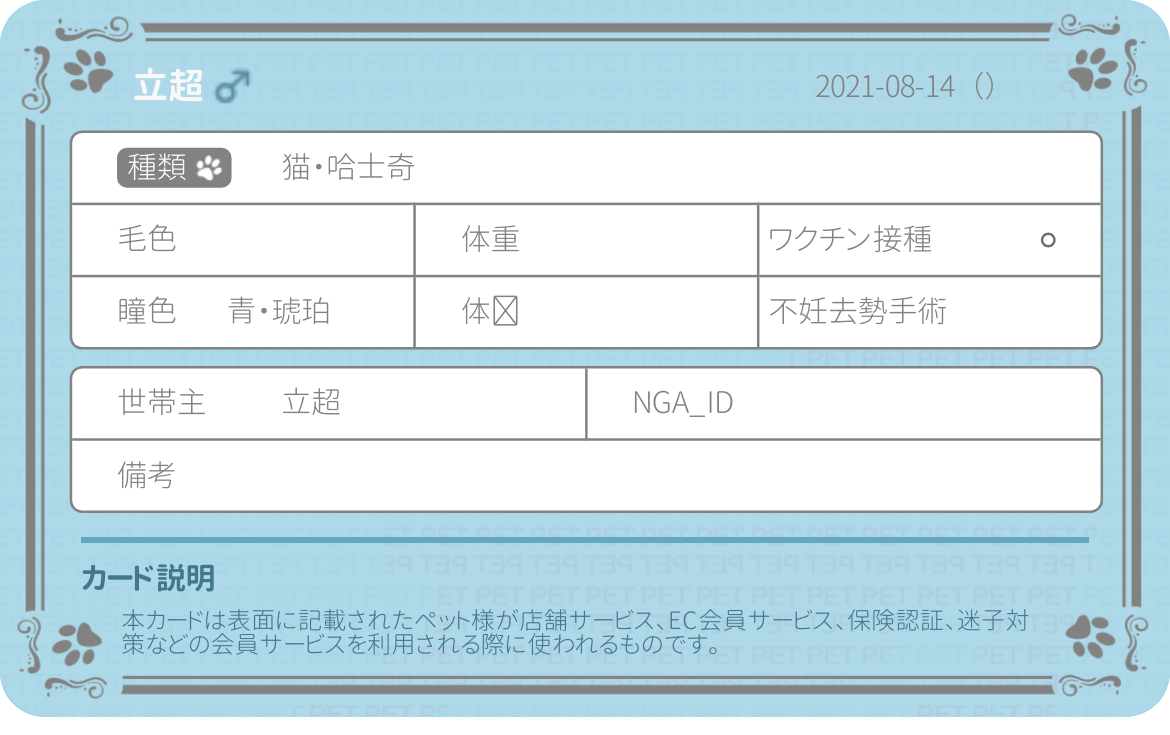 立超 ♂ 2021-08-14（）
種類 猫・哈士奇
毛色 体重 ワクチン接種 ○
瞳色 青・琥珀 体☒ 不妊去勢手術
世帯主 立超 NGA_ID
備考
カード説明
本カードは表面に記載されたペット様が店舗サービス、EC会員サービス、保険認証、迷子対
策などの会員サービスを利用される際に使われるものです。